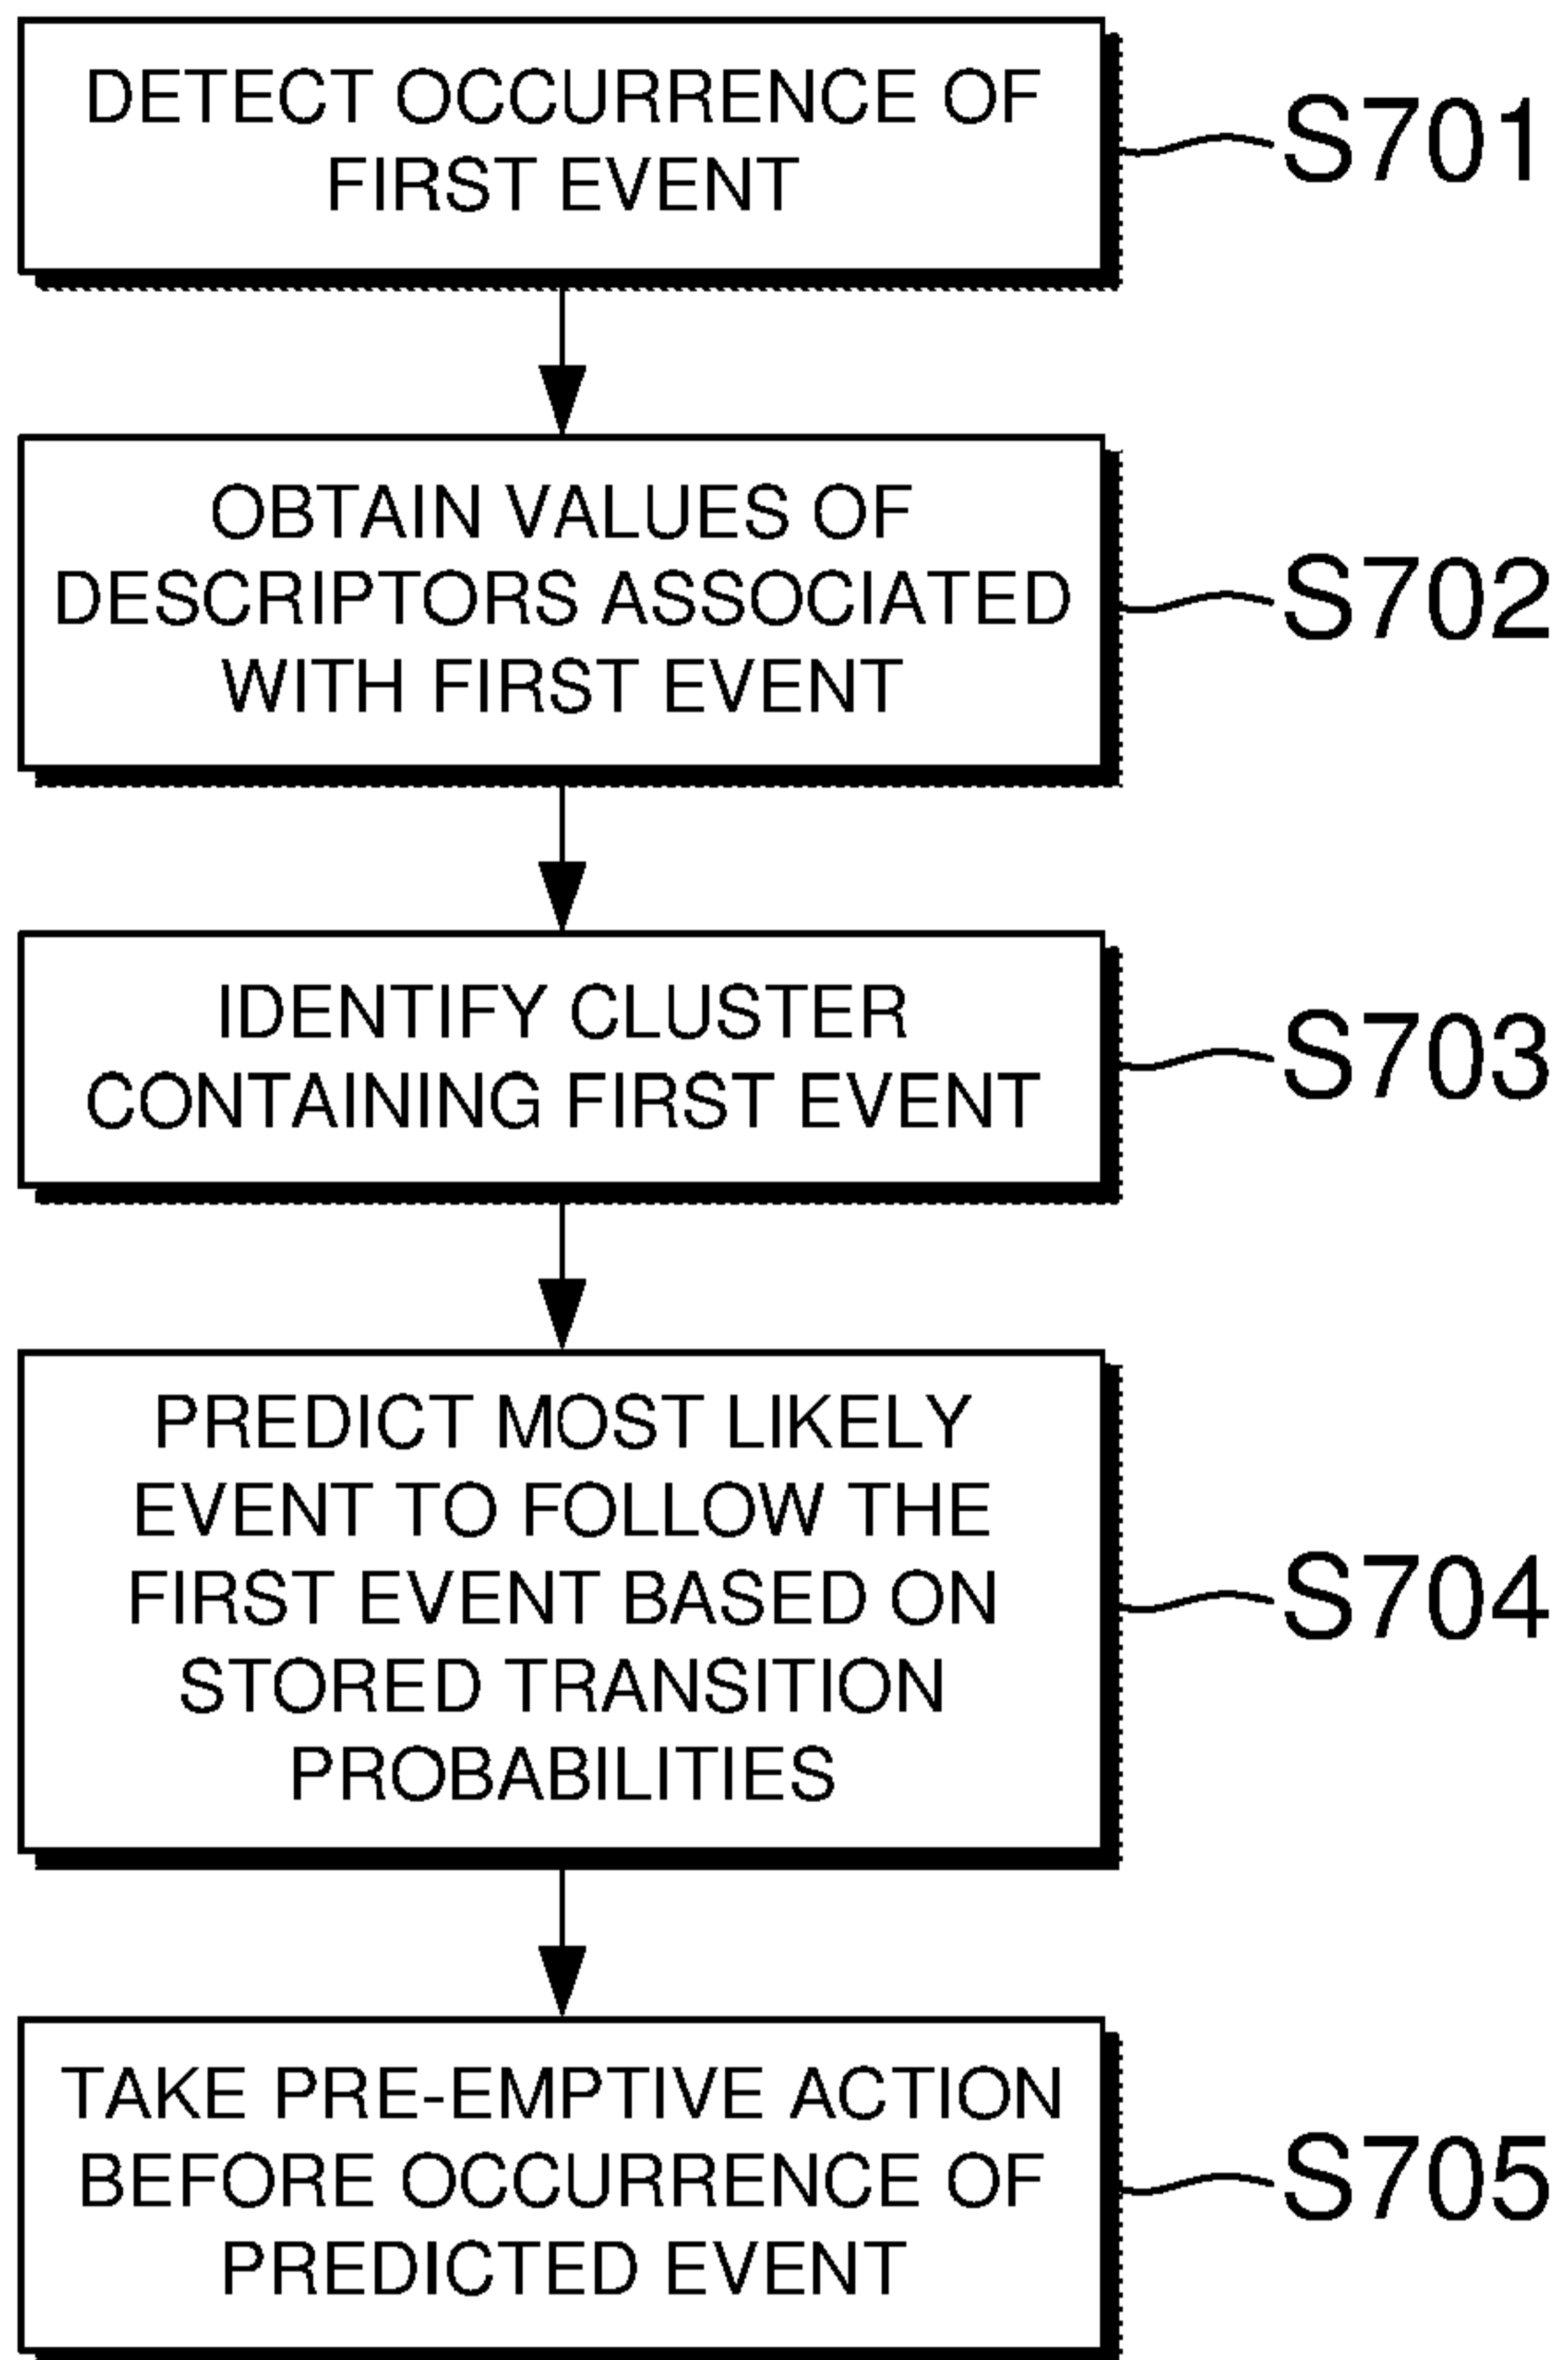 DETECT OCCURRENCE OF
FIRST EVENT
S701
OBTAIN VALUES OF
DESCRIPTORS ASSOCIATED
WITH FIRST EVENT
S702
IDENTIFY CLUSTER
CONTAINING FIRST EVENT
S703
PREDICT MOST LIKELY
EVENT TO FOLLOW THE
FIRST EVENT BASED ON
STORED TRANSITION
PROBABILITIES
S704
TAKE PRE-EMPTIVE ACTION
BEFORE OCCURRENCE OF
PREDICTED EVENT
S705